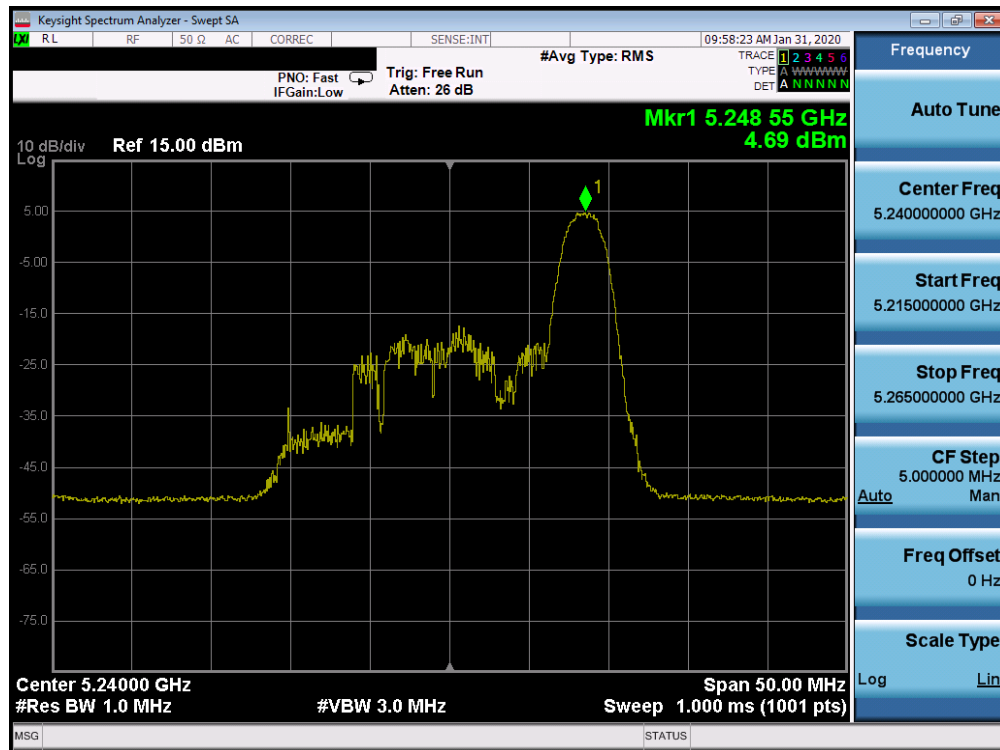 Keysight Spectrum Analyzer - Swept SA
LXI RL RF 50 Ω AC CORREC SENSE:INT 09:58:23 AM Jan 31, 2020
PNO: Fast
IFGain:Low
Trig: Free Run
Atten: 26 dB
#Avg Type: RMS
TRACE 1 2 3 4 5 6
TYPE A WWWWW
DET A N N N N N
Mkr1 5.248 55 GHz
4.69 dBm
10 dB/div
Log
Ref 15.00 dBm
1
5.00
-5.00
-15.0
-25.0
-35.0
-45.0
-55.0
-65.0
-75.0
Center 5.24000 GHz
Span 50.00 MHz
#Res BW 1.0 MHz
#VBW 3.0 MHz
Sweep 1.000 ms (1001 pts)
MSG
STATUS
Frequency
Auto Tune
Center Freq
5.240000000 GHz
Start Freq
5.215000000 GHz
Stop Freq
5.265000000 GHz
CF Step
5.000000 MHz
Auto Man
Freq Offset
0 Hz
Scale Type
Log Lin